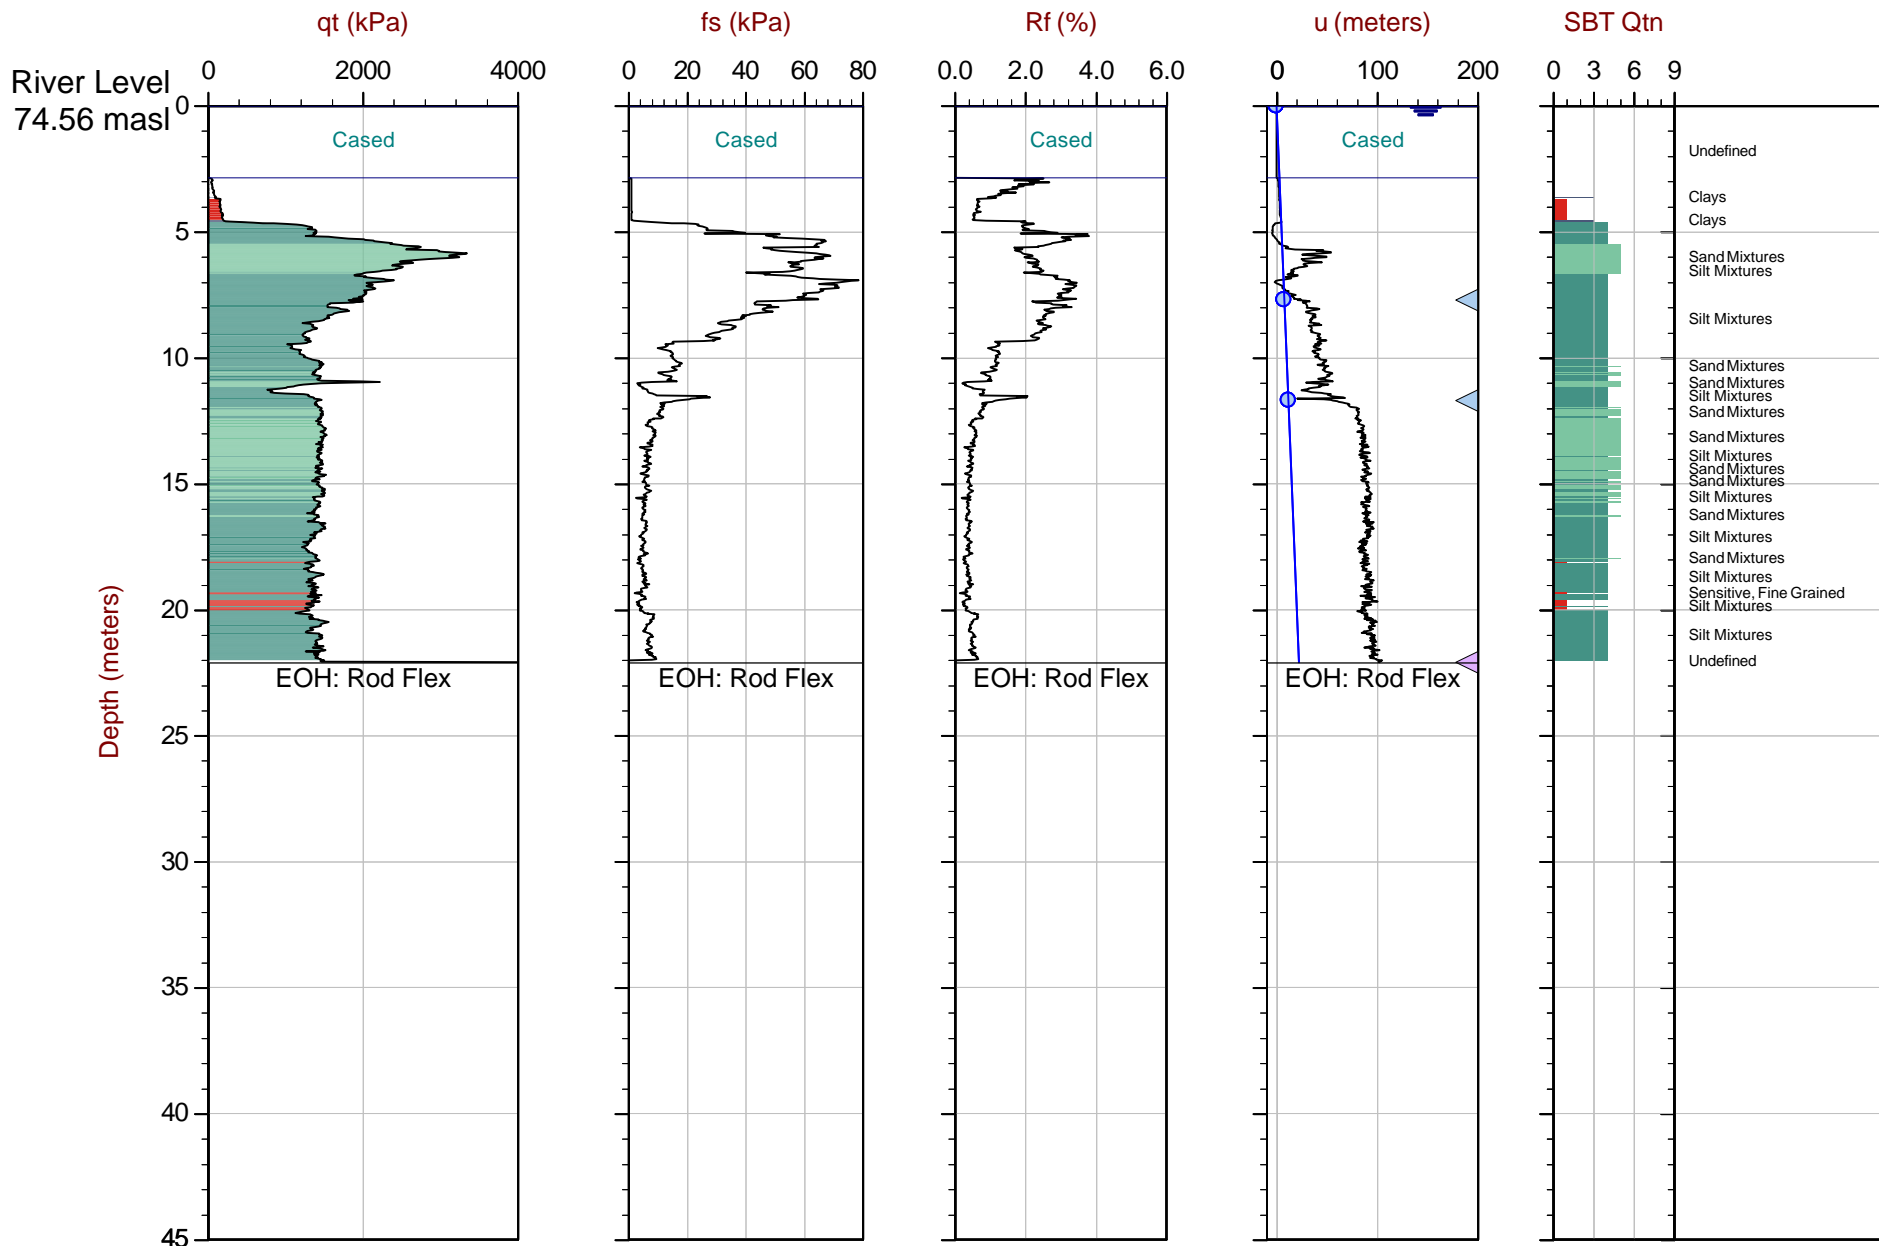 qt (kPa) fs (kPa) Rf (%) u (meters) SBT Qtn
0 2000 4000 0 20 40 60 80 0.0 2.0 4.0 6.0 0 100 200 0 3 6 9
River Level
74.56 masl
0
Cased Cased Cased Cased
Undefined
Clays
Clays
5
Sand Mixtures
Silt Mixtures
Silt Mixtures
10
Sand Mixtures
Sand Mixtures
Silt Mixtures
Sand Mixtures
Sand Mixtures
Silt Mixtures
Sand Mixtures
Sand Mixtures
15
Silt Mixtures
Sand Mixtures
Silt Mixtures
Sand Mixtures
Silt Mixtures
Sensitive, Fine Grained
Silt Mixtures
20
Silt Mixtures
Undefined
EOH: Rod Flex EOH: Rod Flex EOH: Rod Flex EOH: Rod Flex
Depth (meters)
25
30
35
40
45